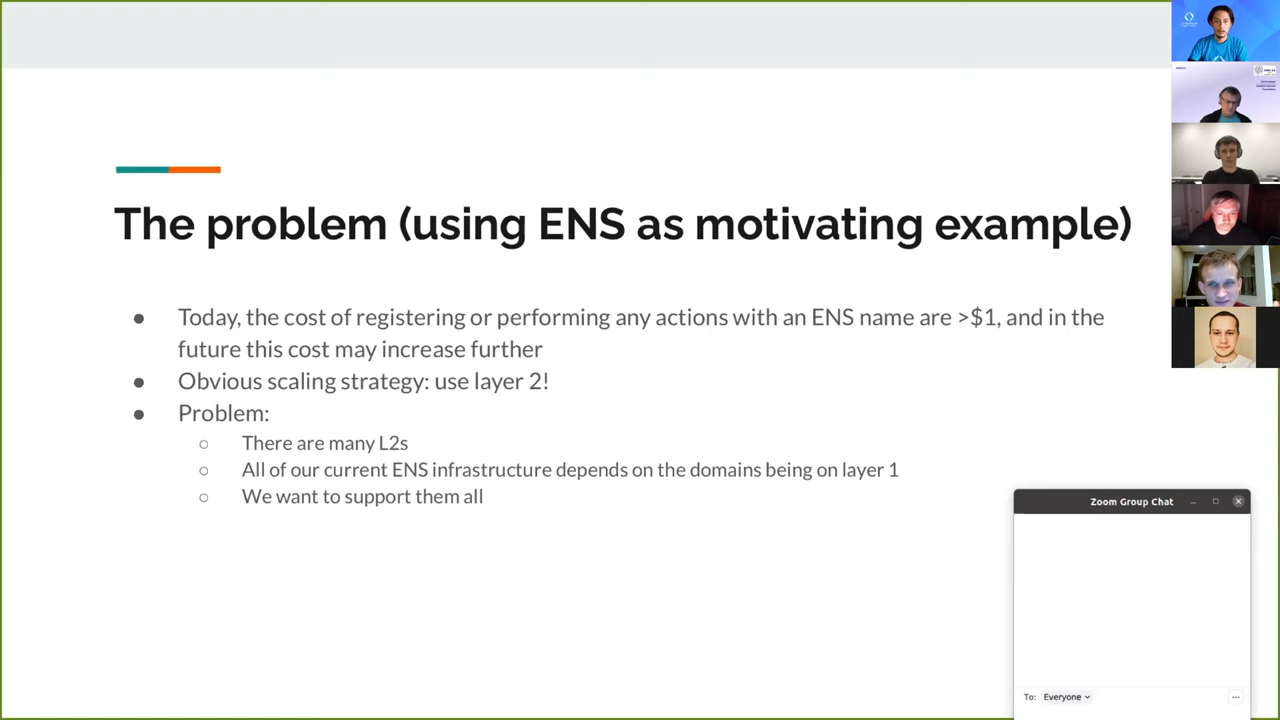 The problem (using ENS as motivating example)
● Today, the cost of registering or performing any actions with an ENS name are >$1, and in the
future this cost may increase further
● Obvious scaling strategy: use layer 2!
● Problem:
○ There are many L2s
○ All of our current ENS infrastructure depends on the domains being on layer 1
○ We want to support them all
Zoom Group Chat
To: Everyone